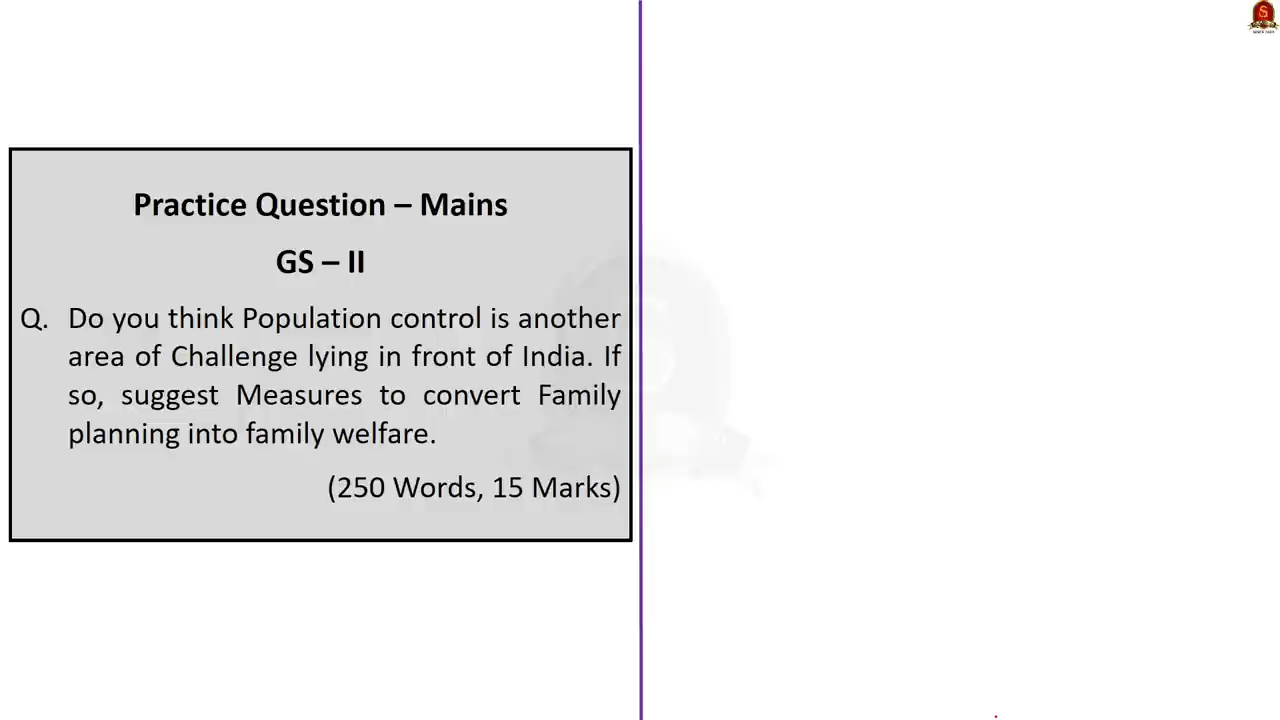 Practice Question – Mains
GS – II
Q. Do you think Population control is another
area of Challenge lying in front of India. If
so, suggest Measures to convert Family
planning into family welfare.
(250 Words, 15 Marks)
S